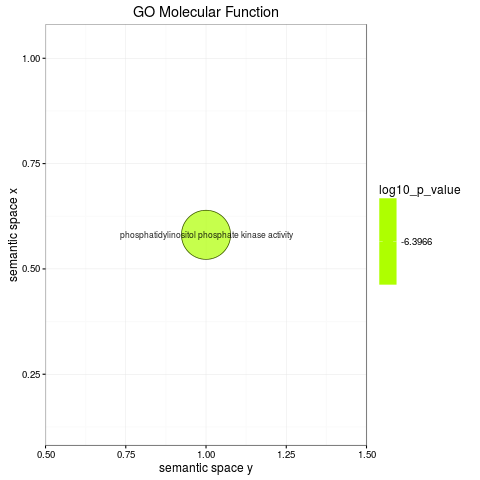 GO Molecular Function
1.00
0.75
0.50
0.25
semantic space x
phosphatidylinositol phosphate kinase activity
0.50 0.75 1.00 1.25 1.50
semantic space y
log10_p_value
-6.3966